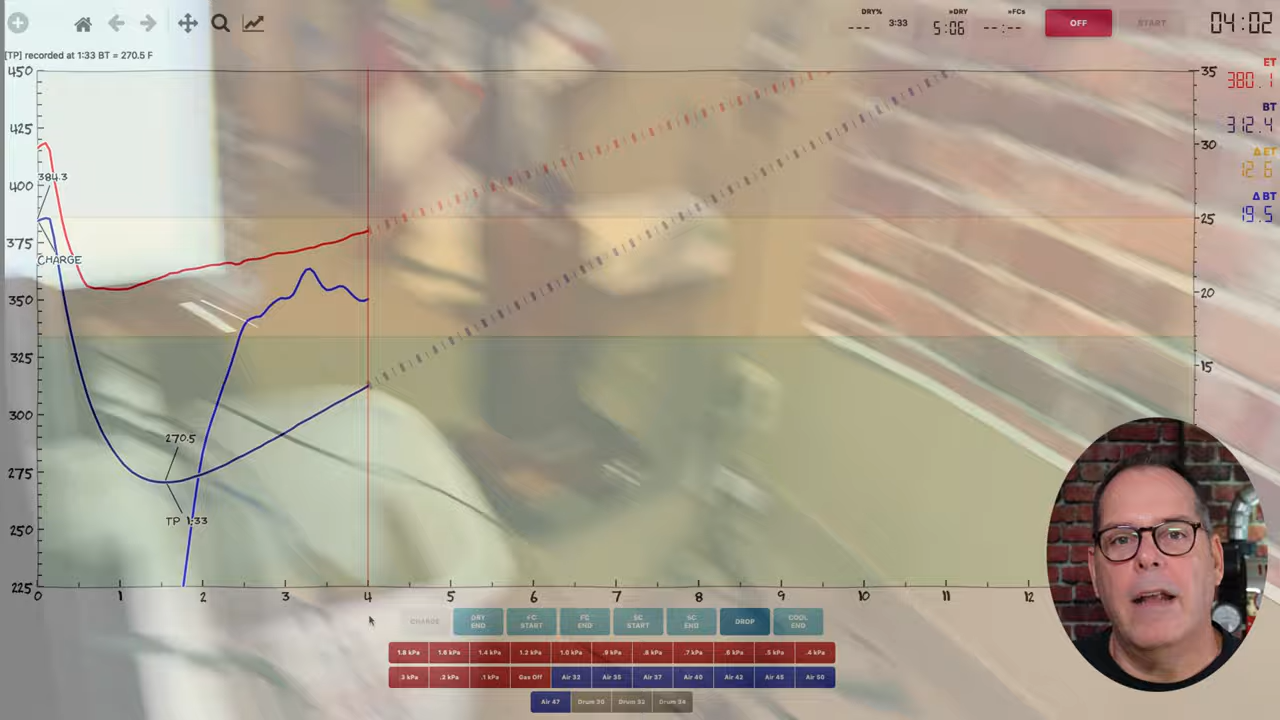 DRY%
»DRY
»FCs
---
3:33
5:06
--:--
OFF
START
04:02
[TP] recorded at 1:33 BT = 270.5 F
ET
380.1
BT
312.4
Δ ET
12.6
Δ BT
19.5
450
425
400
375
350
325
300
275
250
225
35
30
25
20
15
384.3
CHARGE
270.5
TP 1:33
0 1 2 3 4 5 6 7 8 9 10 11 12
CHARGE
DRY END
FC START
FC END
SC START
SC END
DROP
COOL END
1.8 kPa 1.6 kPa 1.4 kPa 1.2 kPa 1.0 kPa .9 kPa .8 kPa .7 kPa .6 kPa .5 kPa .4 kPa
.3 kPa .2 kPa .1 kPa Gas Off Air 32 Air 35 Air 37 Air 40 Air 42 Air 45 Air 50
Air 47 Drum 30 Drum 32 Drum 34